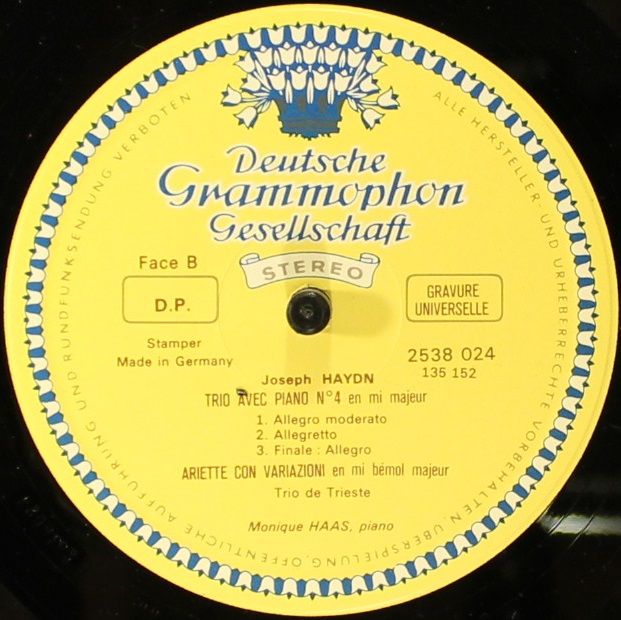 ALLE HERSTELLER- UND URHEBERRECHTE VORBEHALTEN. ÜBERSPIELUNG, ÖFFENTLICHE AUFFÜHRUNG UND RUNDFUNKSENDUNG VERBOTEN
Deutsche
Grammophon
Gesellschaft
STEREO
Face B
D.P.
GRAVURE
UNIVERSELLE
Stamper
Made in Germany
2538 024
135 152
Joseph HAYDN
TRIO AVEC PIANO N°4 en mi majeur
1. Allegro moderato
2. Allegretto
3. Finale : Allegro
ARIETTE CON VARIAZIONI en mi bémol majeur
Trio de Trieste
Monique HAAS, piano